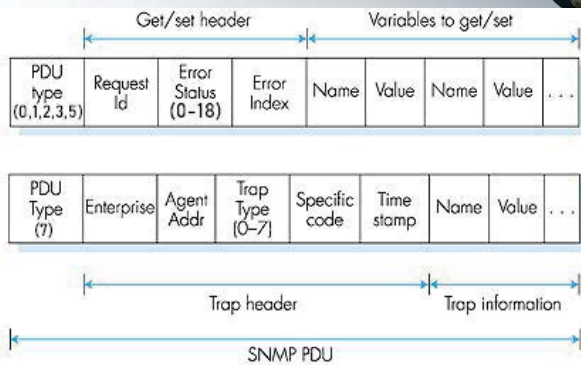 Get/set header
Variables to get/set
PDU
type
(0,1,2,3,5)
Request
Id
Error
Status
(0-18)
Error
Index
Name
Value
Name
Value
...
PDU
Type
(7)
Enterprise
Agent
Addr
Trap
Type
(0–7)
Specific
code
Time
stamp
Name
Value
...
Trap header
Trap information
SNMP PDU